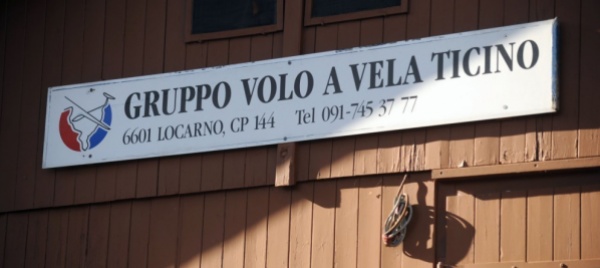 GRUPPO VOLO A VELA TICINO
6601 LOCARNO, CP 144 Tel 091-745 37 77